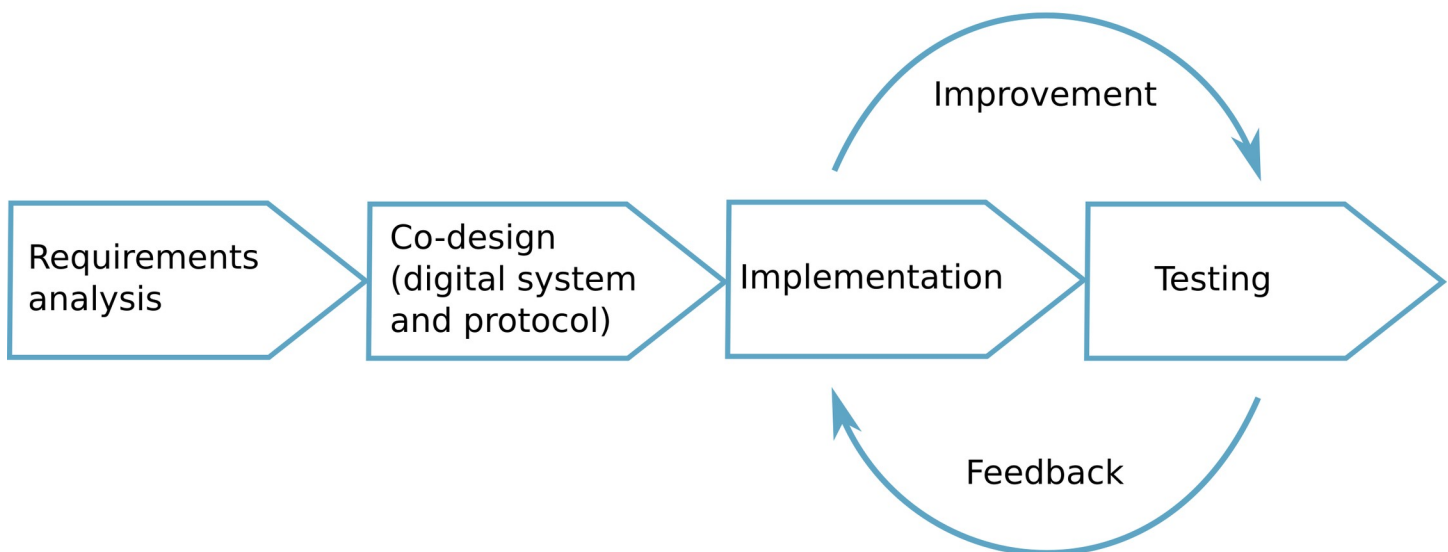 Improvement
Requirements
analysis
Co-design
(digital system
and protocol)
Implementation
Testing
Feedback